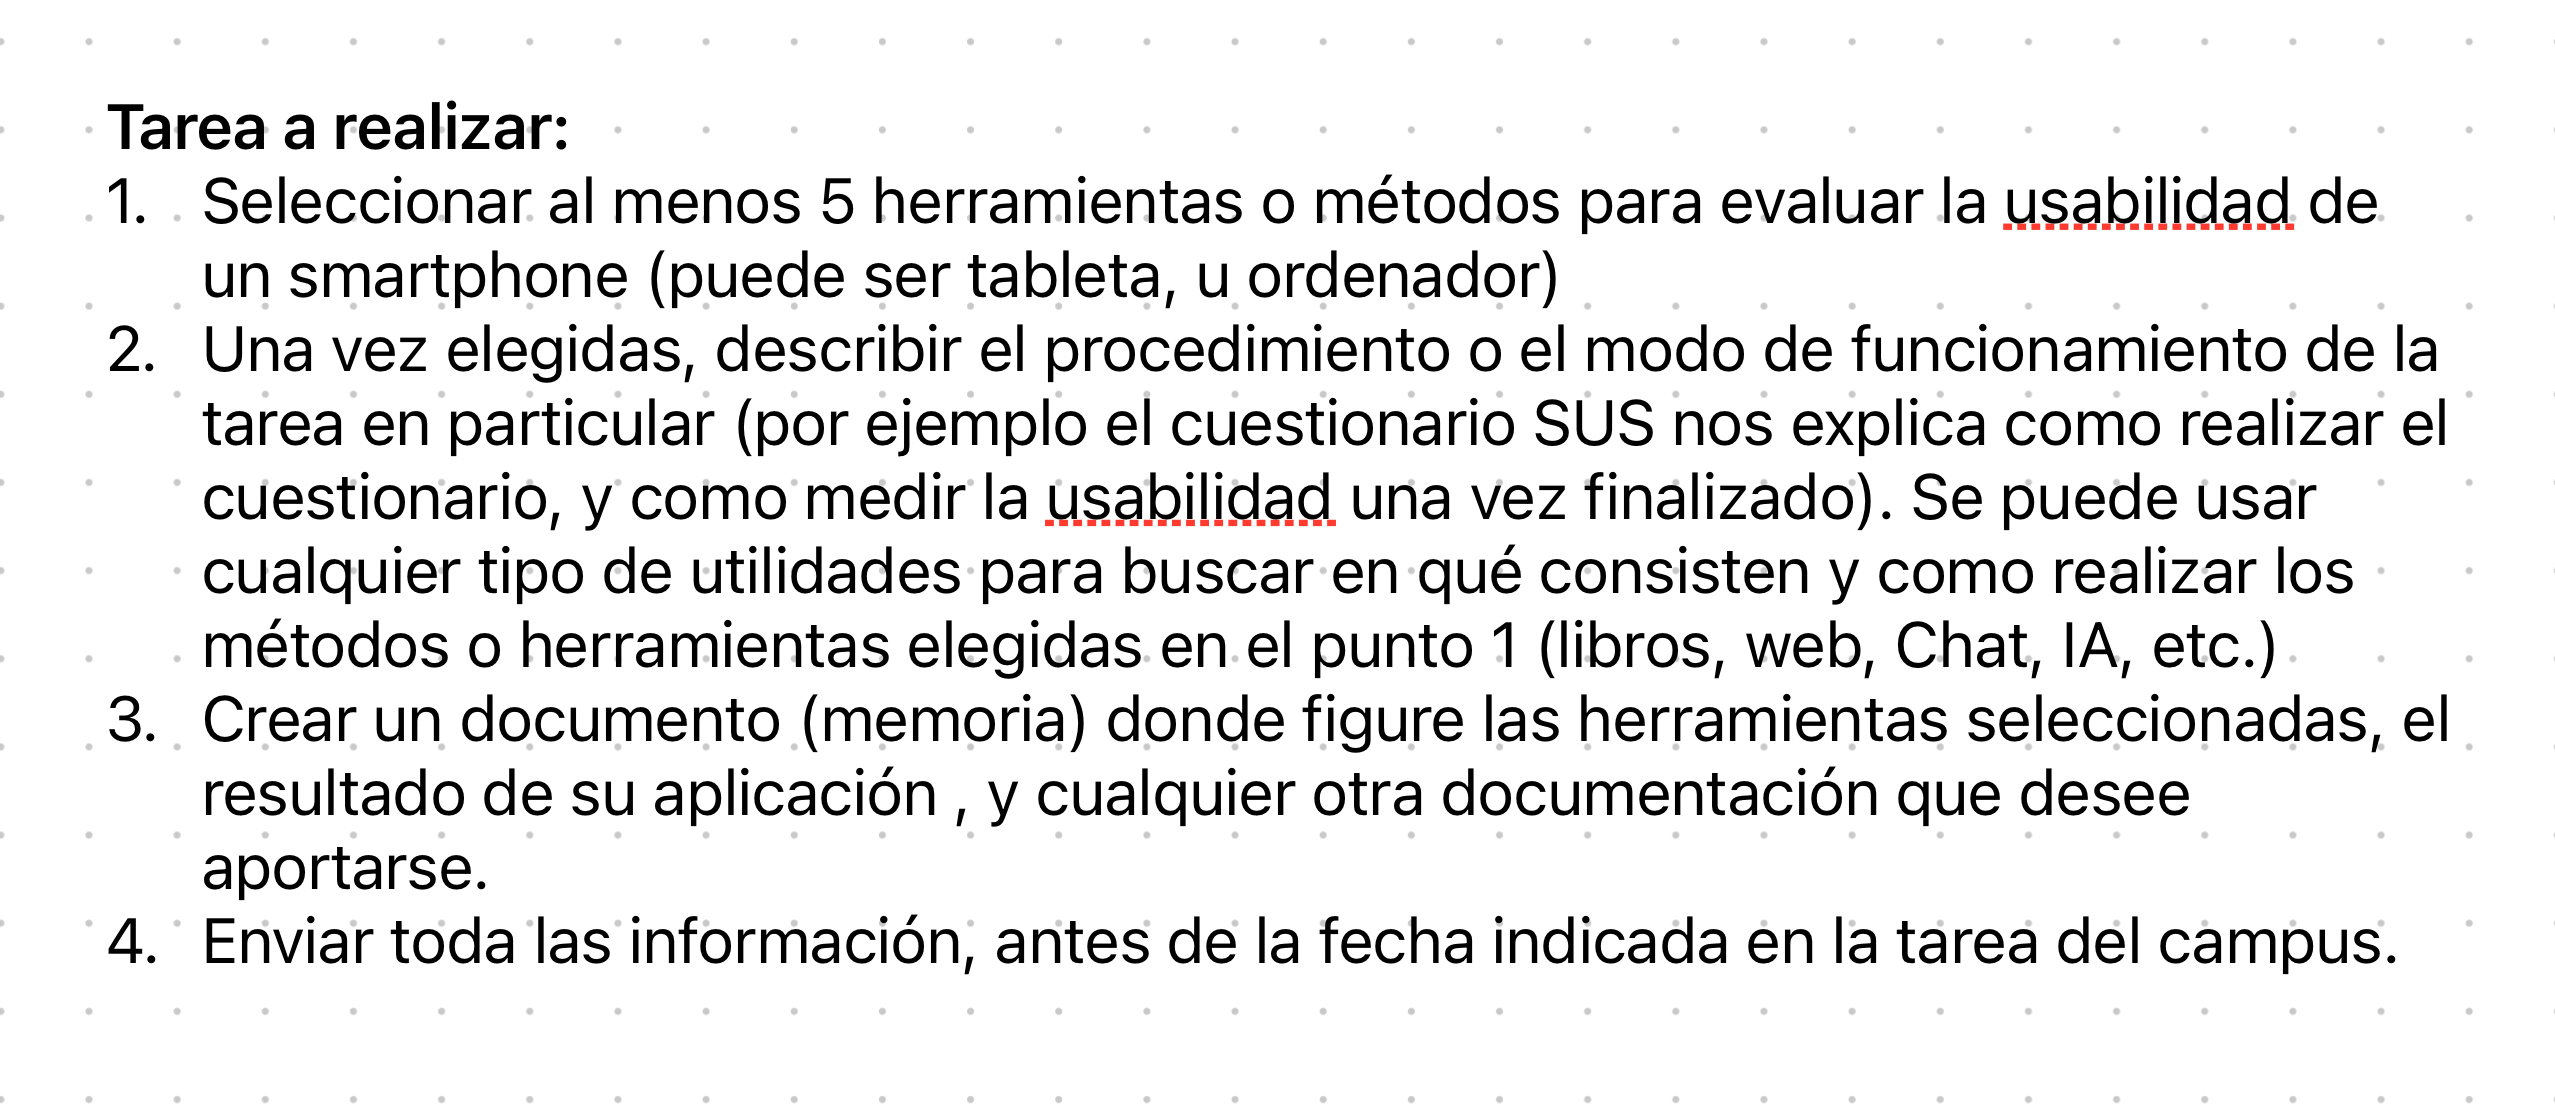 Tarea a realizar:
1. Seleccionar al menos 5 herramientas o métodos para evaluar la usabilidad de
un smartphone (puede ser tableta, u ordenador)
2. Una vez elegidas, describir el procedimiento o el modo de funcionamiento de la
tarea en particular (por ejemplo el cuestionario SUS nos explica como realizar el
cuestionario, y como medir la usabilidad una vez finalizado). Se puede usar
cualquier tipo de utilidades para buscar en qué consisten y como realizar los
métodos o herramientas elegidas en el punto 1 (libros, web, Chat, IA, etc.)
3. Crear un documento (memoria) donde figure las herramientas seleccionadas, el
resultado de su aplicación , y cualquier otra documentación que desee
aportarse.
4. Enviar toda las información, antes de la fecha indicada en la tarea del campus.